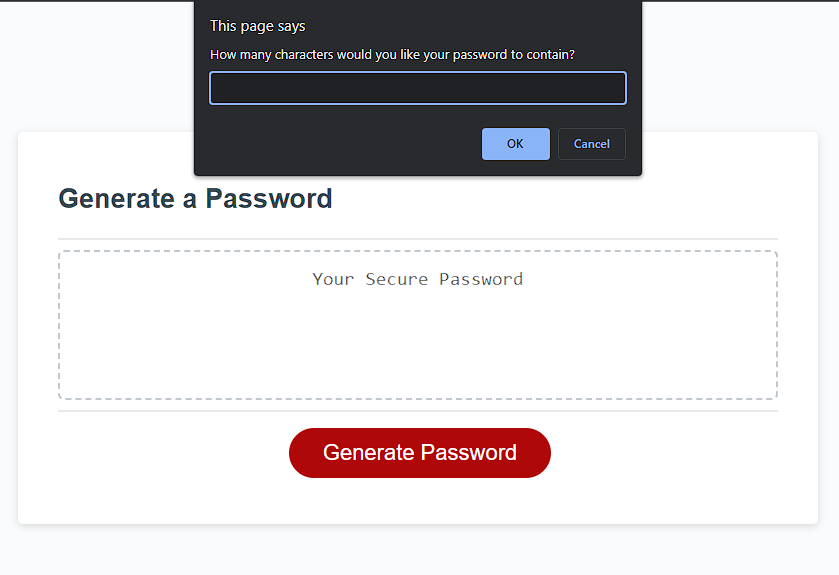 This page says
How many characters would you like your password to contain?
OK
Cancel
Generate a Password
Your Secure Password
Generate Password